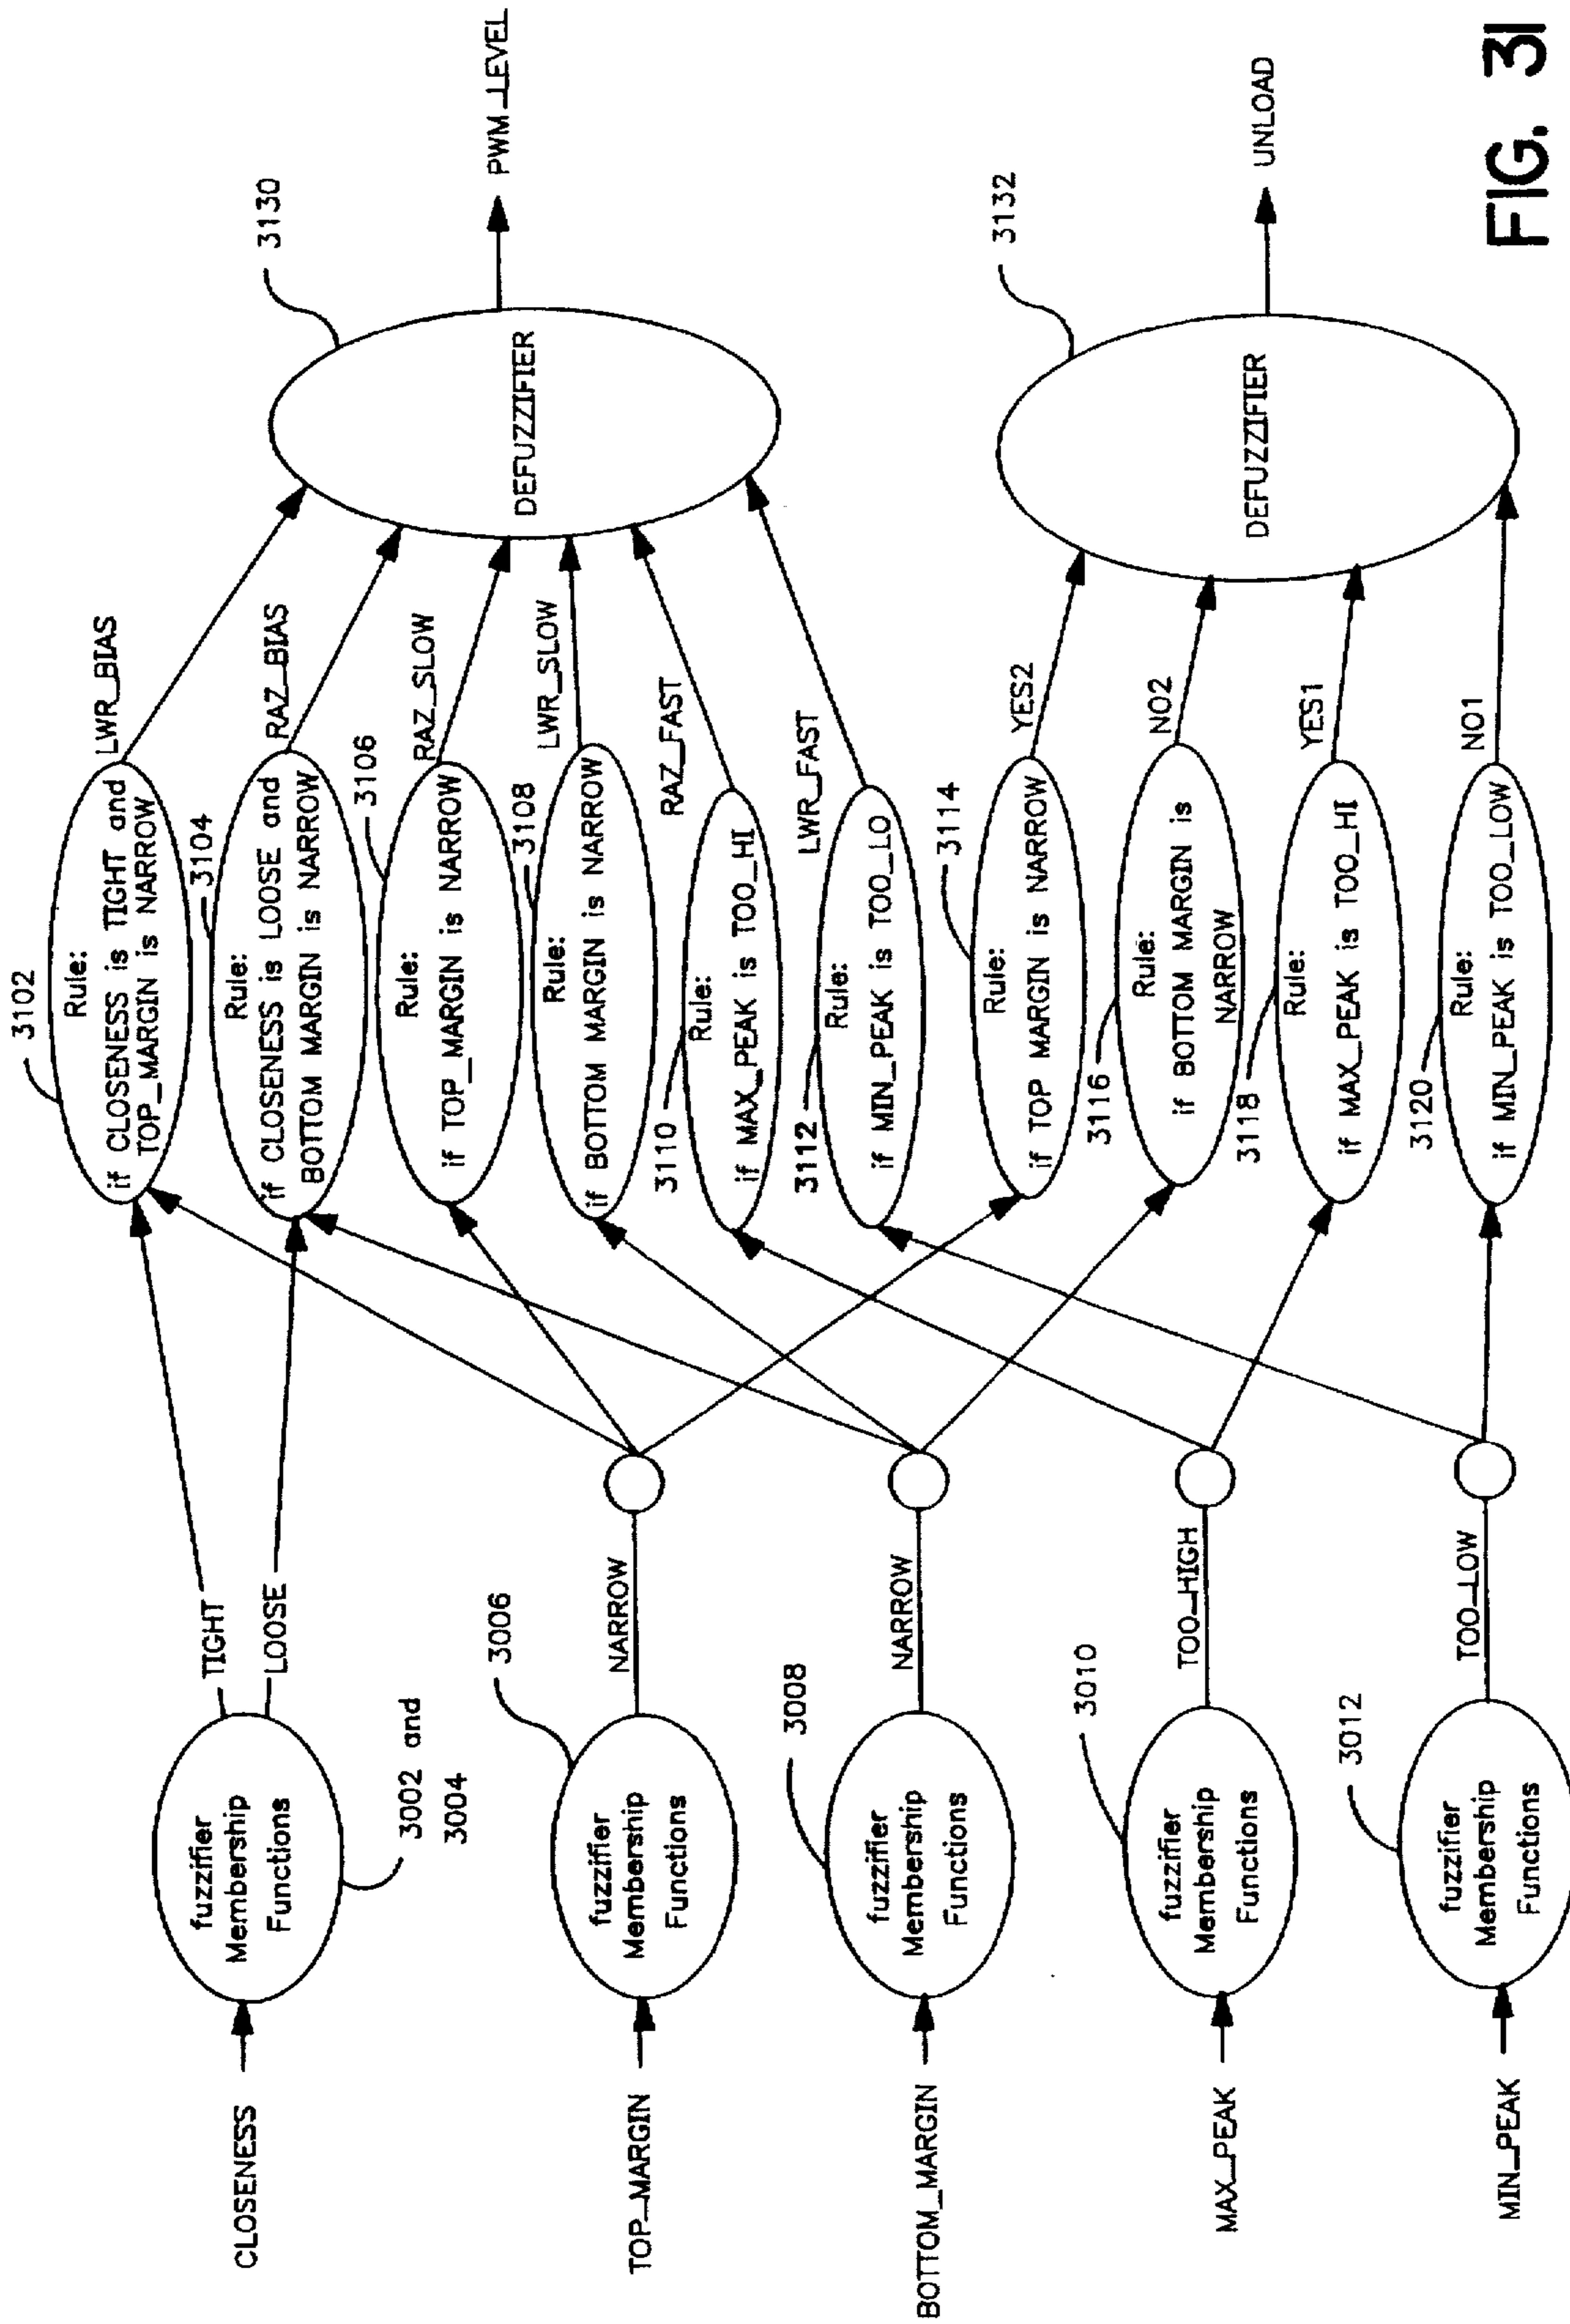 CLOSENESS
fuzzifier
Membership
Functions
3002 and
3004
TIGHT
LOOSE
TOP_MARGIN
fuzzifier
Membership
Functions
3006
NARROW
BOTTOM_MARGIN
fuzzifier
Membership
Functions
3008
NARROW
MAX_PEAK
fuzzifier
Membership
Functions
3010
TOO_HIGH
MIN_PEAK
fuzzifier
Membership
Functions
3012
TOO_LOW
3102
Rule:
if CLOSENESS is TIGHT and
TOP_MARGIN is NARROW
LWR_BIAS
3104
Rule:
if CLOSENESS is LOOSE and
BOTTOM MARGIN is NARROW
RAZ_BIAS
3106
Rule:
if TOP_MARGIN is NARROW
RAZ_SLOW
3108
Rule:
if BOTTOM MARGIN is NARROW
LWR_SLOW
3110
Rule:
if MAX_PEAK is TOO_HI
RAZ_FAST
3112
Rule:
if MIN_PEAK is TOO_LO
LWR_FAST
3114
Rule:
if TOP MARGIN is NARROW
YES2
3116
Rule:
if BOTTOM MARGIN is
NARROW
NO2
3118
Rule:
if MAX_PEAK is TOO_HI
YES1
3120
Rule:
if MIN_PEAK is TOO_LOW
NO1
DEFUZZIFIER
3130
PWM_LEVEL
DEFUZZIFIER
3132
UNLOAD
FIG. 31